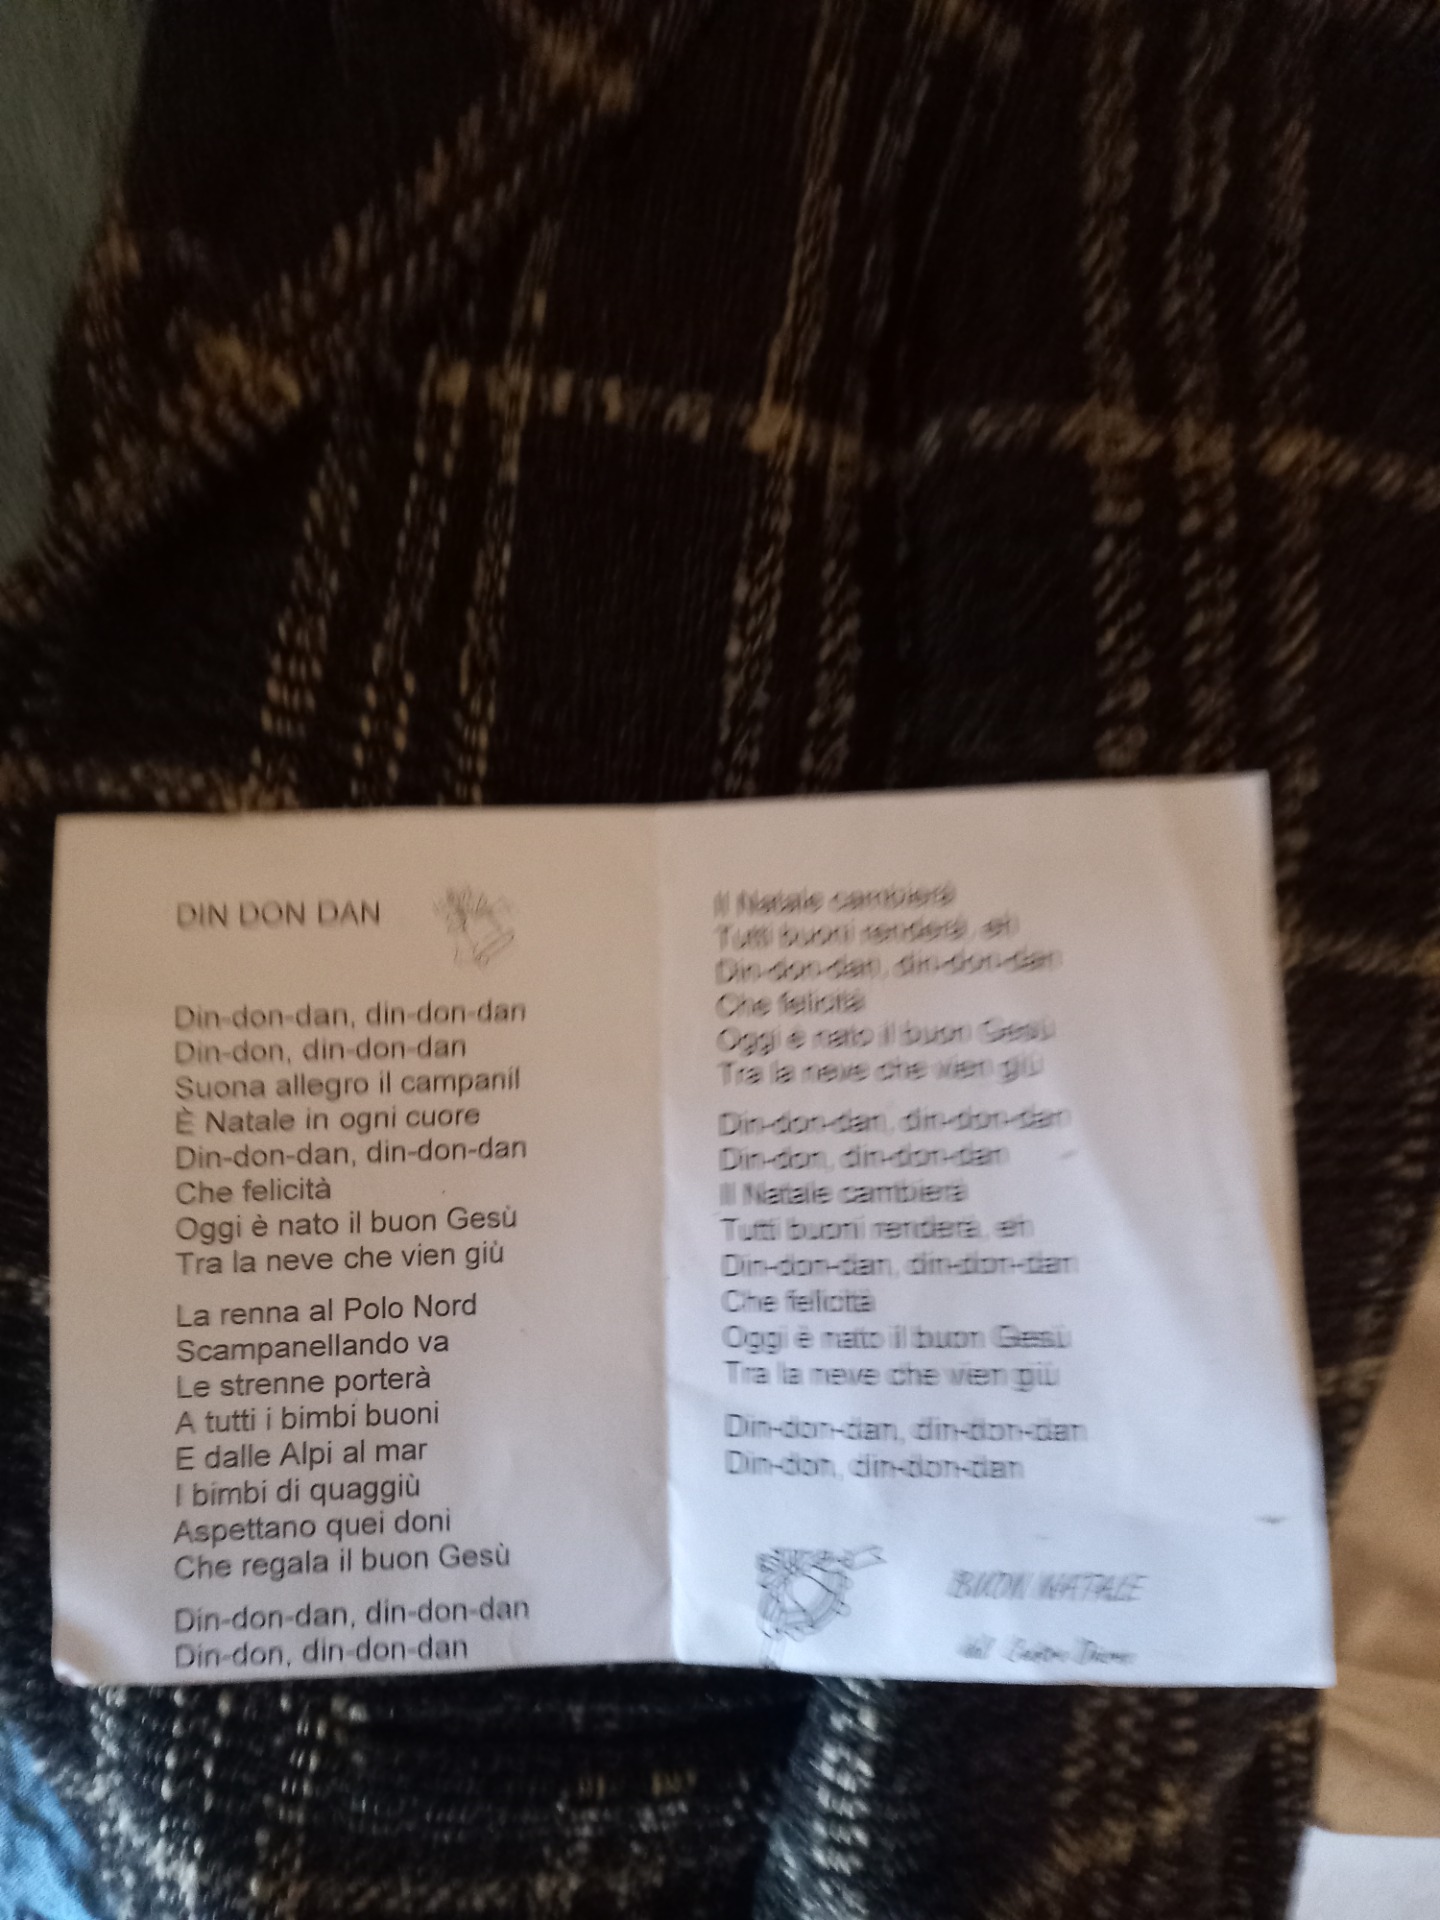 DIN DON DAN
Din-don-dan, din-don-dan
Din-don, din-don-dan
Suona allegro il campanil
È Natale in ogni cuore
Din-don-dan, din-don-dan
Che felicità
Oggi è nato il buon Gesù
Tra la neve che vien giù
La renna al Polo Nord
Scampanellando va
Le strenne porterà
A tutti i bimbi buoni
E dalle Alpi al mar
I bimbi di quaggiù
Aspettano quei doni
Che regala il buon Gesù
Din-don-dan, din-don-dan
Din-don, din-don-dan
Il Natale cambierà
Tutti buoni renderà, eh
Din-don-dan, din-don-dan
Che felicità
Oggi è nato il buon Gesù
Tra la neve che vien giù
Din-don-dan, din-don-dan
Din-don, din-don-dan
Il Natale cambierà
Tutti buoni renderà, eh
Din-don-dan, din-don-dan
Che felicità
Oggi è nato il buon Gesù
Tra la neve che vien giù
Din-don-dan, din-don-dan
Din-don, din-don-dan
BUON NATALE
dal Centro Diurno